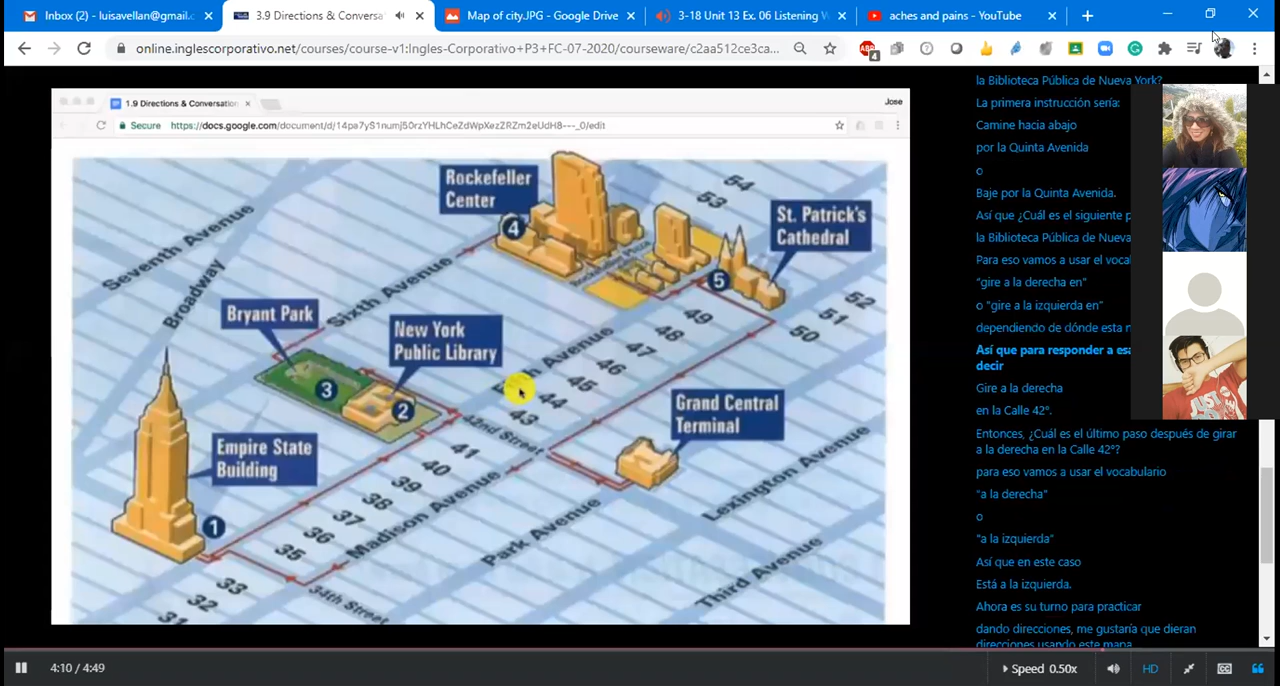 Inbox (2) - luisavellan@gmail.c
3.9 Directions & Conversa
Map of city.JPG - Google Drive
3-18 Unit 13 Ex. 06 Listening W
aches and pains - YouTube
online.inglescorporativo.net/courses/course-v1:Ingles-Corporativo+P3+FC-07-2020/courseware/c2aa512ce3ca...
4
1.9 Directions & Conversation
Jose
Secure
Seventh Avenue
Broadway
Bryant Park
Sixth Avenue
Rockefeller
Center
4
54
53
St. Patrick's
Cathedral
5
52
51
50
49
48
47
46
45
44
43
New York
Public Library
3
2
42nd Street
41
40
39
38
37
36
35
Empire State
Building
1
Grand Central
Terminal
Madison Avenue
Park Avenue
Lexington Avenue
Third Avenue
34th Street
33
32
31
la Biblioteca Pública de Nueva York?
La primera instrucción sería:
Camine hacia abajo
por la Quinta Avenida
o
Baje por la Quinta Avenida.
Así que ¿Cuál es el siguiente p
la Biblioteca Pública de Nueva
Para eso vamos a usar el vocal
"gire a la derecha en"
o "gire a la izquierda en"
dependiendo de dónde esta n
Así que para responder a esa
decir
Gire a la derecha
en la Calle 42°.
Entonces, ¿Cuál es el último paso después de girar
a la derecha en la Calle 42°?
para eso vamos a usar el vocabulario
"a la derecha"
o
"a la izquierda"
Así que en este caso
Está a la izquierda.
Ahora es su turno para practicar
dando direcciones, me gustaría que dieran
direcciones usando este mapa
JUST
4:10 / 4:49
Speed 0.50x
HD